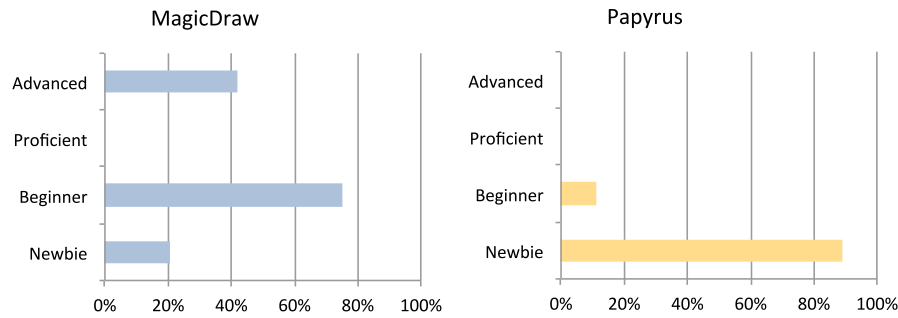 MagicDraw
Advanced
Proficient
Beginner
Newbie
0% 20% 40% 60% 80% 100%
Papyrus
Advanced
Proficient
Beginner
Newbie
0% 20% 40% 60% 80% 100%